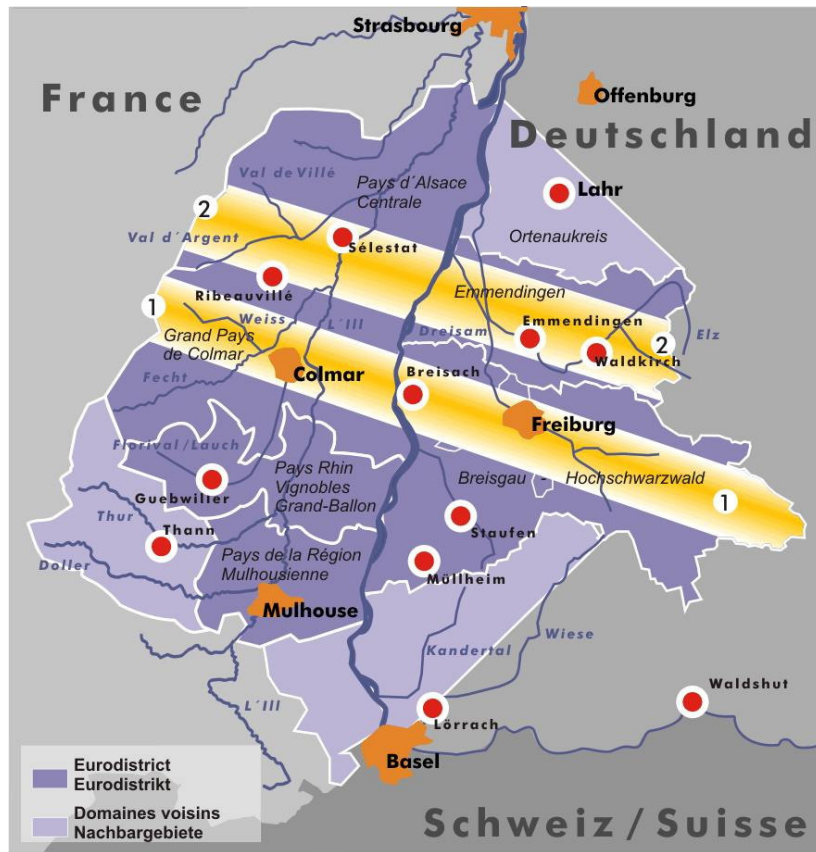 Strasbourg
France
Offenburg
Deutschland
Val de Villé
Pays d´Alsace
Centrale
Lahr
2
Val d´Argent
Sélestat
Ortenaukreis
Ribeauvillé
Emmendingen
1
Weiss
L´Ill
Dreisam
Emmendingen
Elz
Grand Pays
de Colmar
2
Waldkirch
Fecht
Colmar
Breisach
Freiburg
Florival/Lauch
Pays Rhin
Vignobles
Grand-Ballon
Breisgau - Hochschwarzwald
Guebwiller
1
Thur
Thann
Staufen
Doller
Pays de la Région
Mulhousienne
Müllheim
Mulhouse
Wiese
Kandertal
Waldshut
L´Ill
Lörrach
Basel
Eurodistrict
Eurodistrikt
Domaines voisins
Nachbargebiete
Schweiz / Suisse